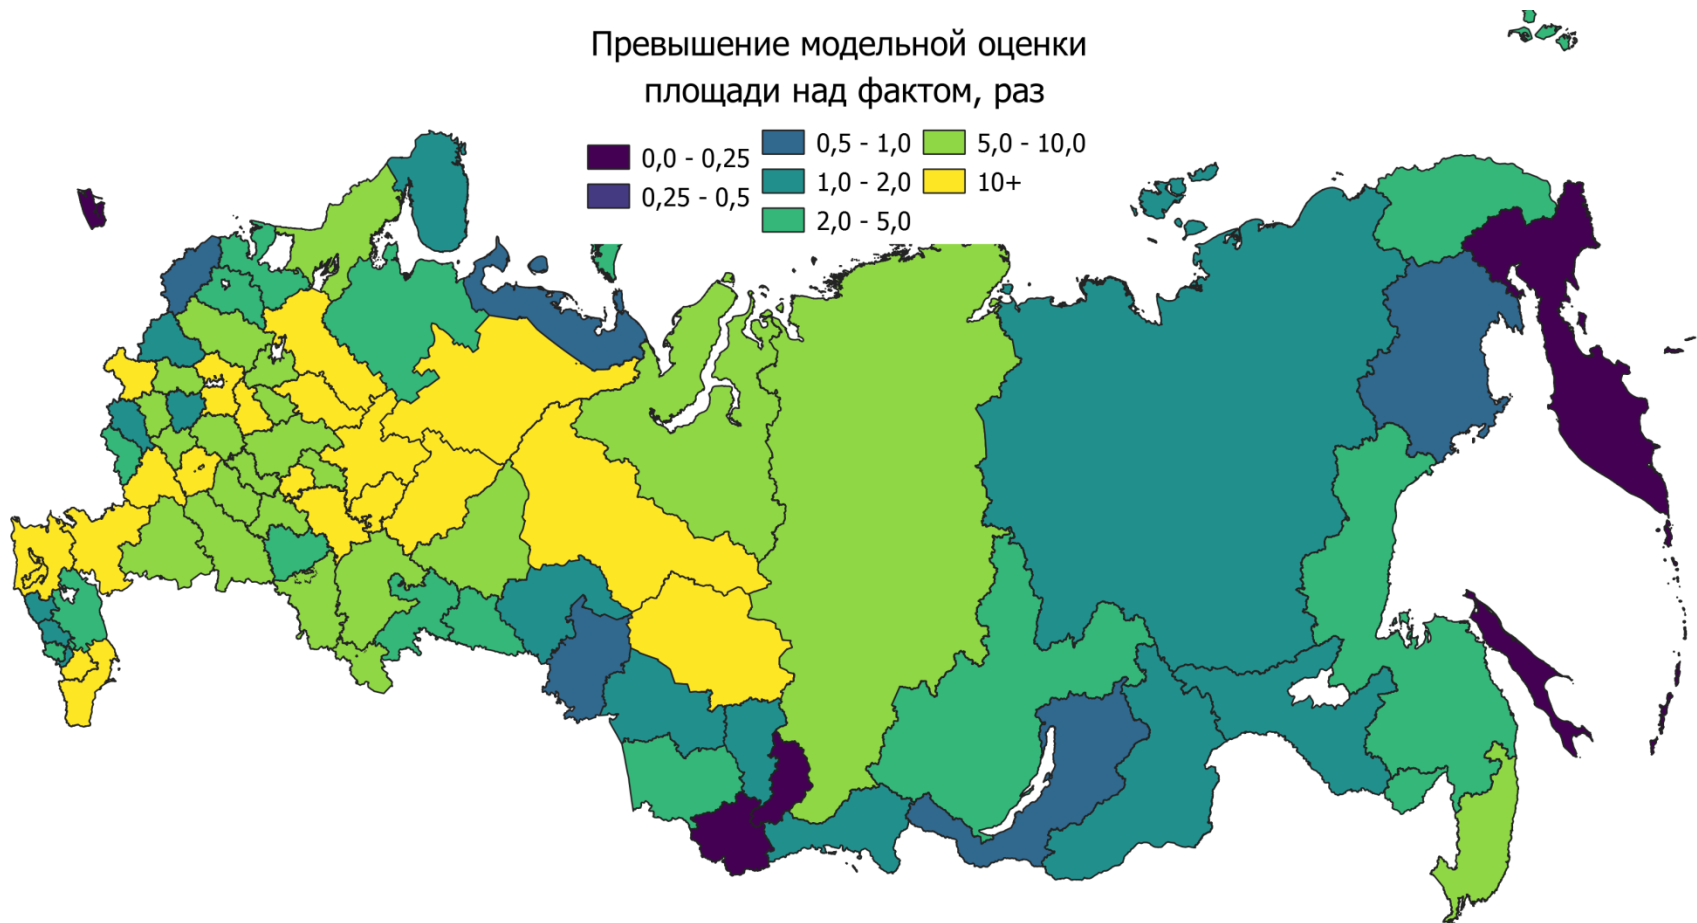 Превышение модельной оценки
площади над фактом, раз
0,0 - 0,25
0,25 - 0,5
0,5 - 1,0
1,0 - 2,0
2,0 - 5,0
5,0 - 10,0
10+